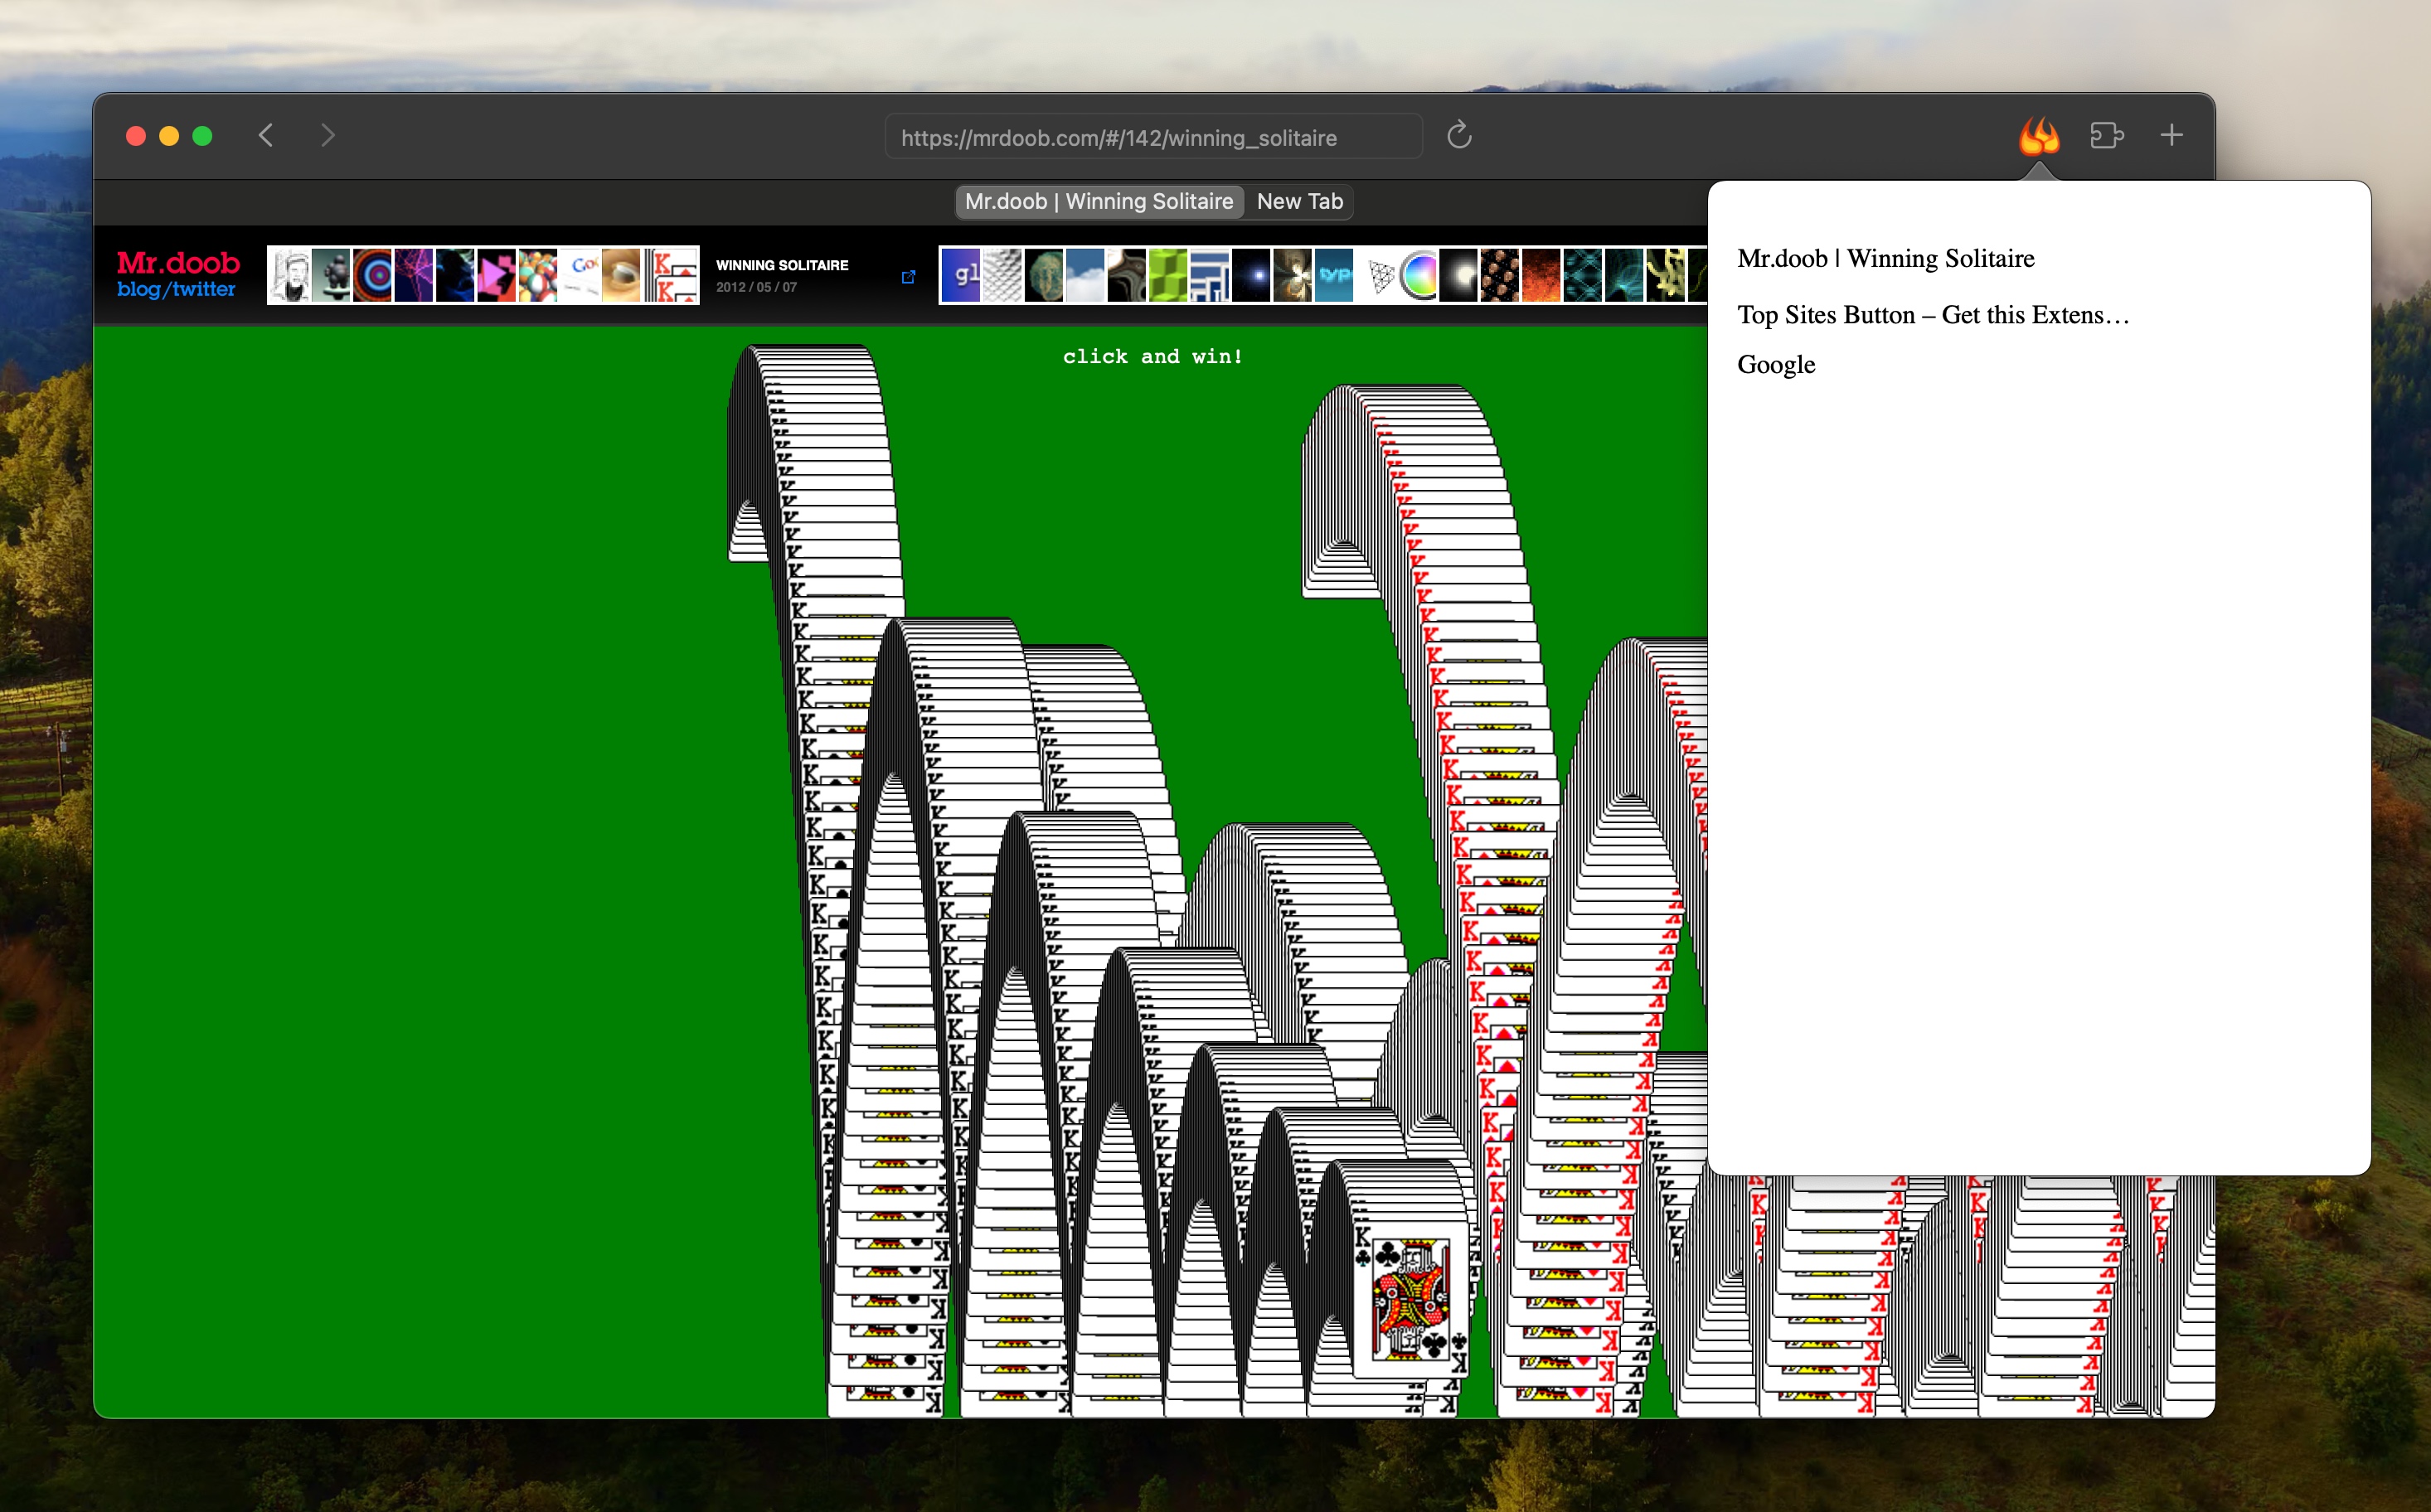 https://mrdoob.com/#/142/winning_solitaire
Mr.doob | Winning Solitaire
New Tab
Mr.doob
blog/twitter
WINNING SOLITAIRE
2012 / 05 / 07
click and win!
Mr.doob | Winning Solitaire
Top Sites Button – Get this Extens…
Google
K
K